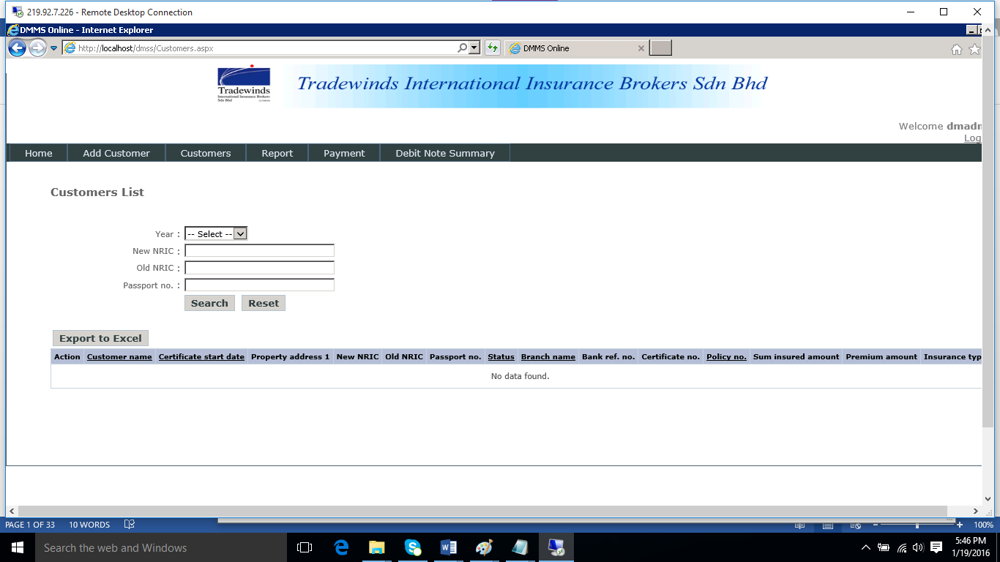 219.92.7.226 - Remote Desktop Connection
DMMS Online - Internet Explorer
http://localhost/dmss/Customers.aspx
DMMS Online
Tradewinds
International Insurance Brokers
Sdn Bhd
Tradewinds International Insurance Brokers Sdn Bhd
Welcome dmadm
Log
Home Add Customer Customers Report Payment Debit Note Summary
Customers List
Year : -- Select --
New NRIC :
Old NRIC :
Passport no. :
Search Reset
Export to Excel
Action Customer name Certificate start date Property address 1 New NRIC Old NRIC Passport no. Status Branch name Bank ref. no. Certificate no. Policy no. Sum insured amount Premium amount Insurance typ
No data found.
PAGE 1 OF 33 10 WORDS 100%
Search the web and Windows
5:46 PM
1/19/2016